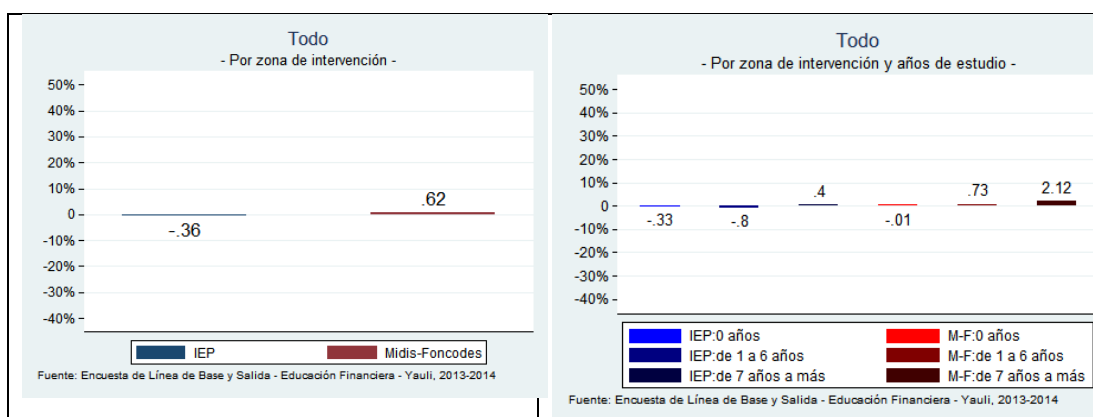 Todo
- Por zona de intervención -
50%
40%
30%
20%
10%
0
-10%
-20%
-30%
-40%
-.36
.62
IEP
Midis-Foncodes
Fuente: Encuesta de Línea de Base y Salida - Educación Financiera - Yauli, 2013-2014
Todo
- Por zona de intervención y años de estudio -
50%
40%
30%
20%
10%
0
-10%
-20%
-30%
-40%
-.33
-.8
.4
-.01
.73
2.12
IEP:0 años
M-F:0 años
IEP:de 1 a 6 años
M-F:de 1 a 6 años
IEP:de 7 años a más
M-F:de 7 años a más
Fuente: Encuesta de Línea de Base y Salida - Educación Financiera - Yauli, 2013-2014